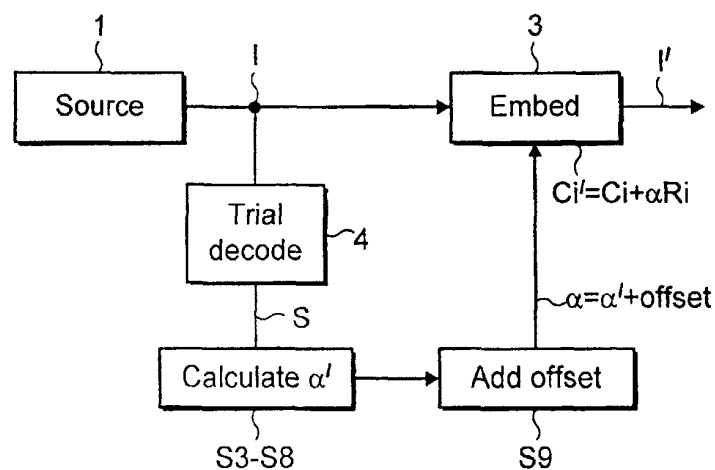 1
I
3
I'
Source
Embed
Ci'=Ci+αRi
Trial
decode
4
α=α'+offset
S
Calculate α'
Add offset
S3-S8
S9